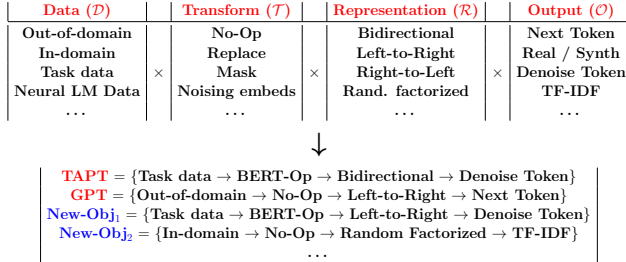 Data (𝒟) Transform (𝒯) Representation (ℛ) Output (𝒪)
Out-of-domain No-Op Bidirectional Next Token
In-domain Replace Left-to-Right Real / Synth
Task data × Mask × Right-to-Left × Denoise Token
Neural LM Data Noising embeds Rand. factorized TF-IDF
... ... ... ...
↓
TAPT = {Task data → BERT-Op → Bidirectional → Denoise Token}
GPT = {Out-of-domain → No-Op → Left-to-Right → Next Token}
New-Obj₁ = {Task data → BERT-Op → Left-to-Right → Denoise Token}
New-Obj₂ = {In-domain → No-Op → Random Factorized → TF-IDF}
...